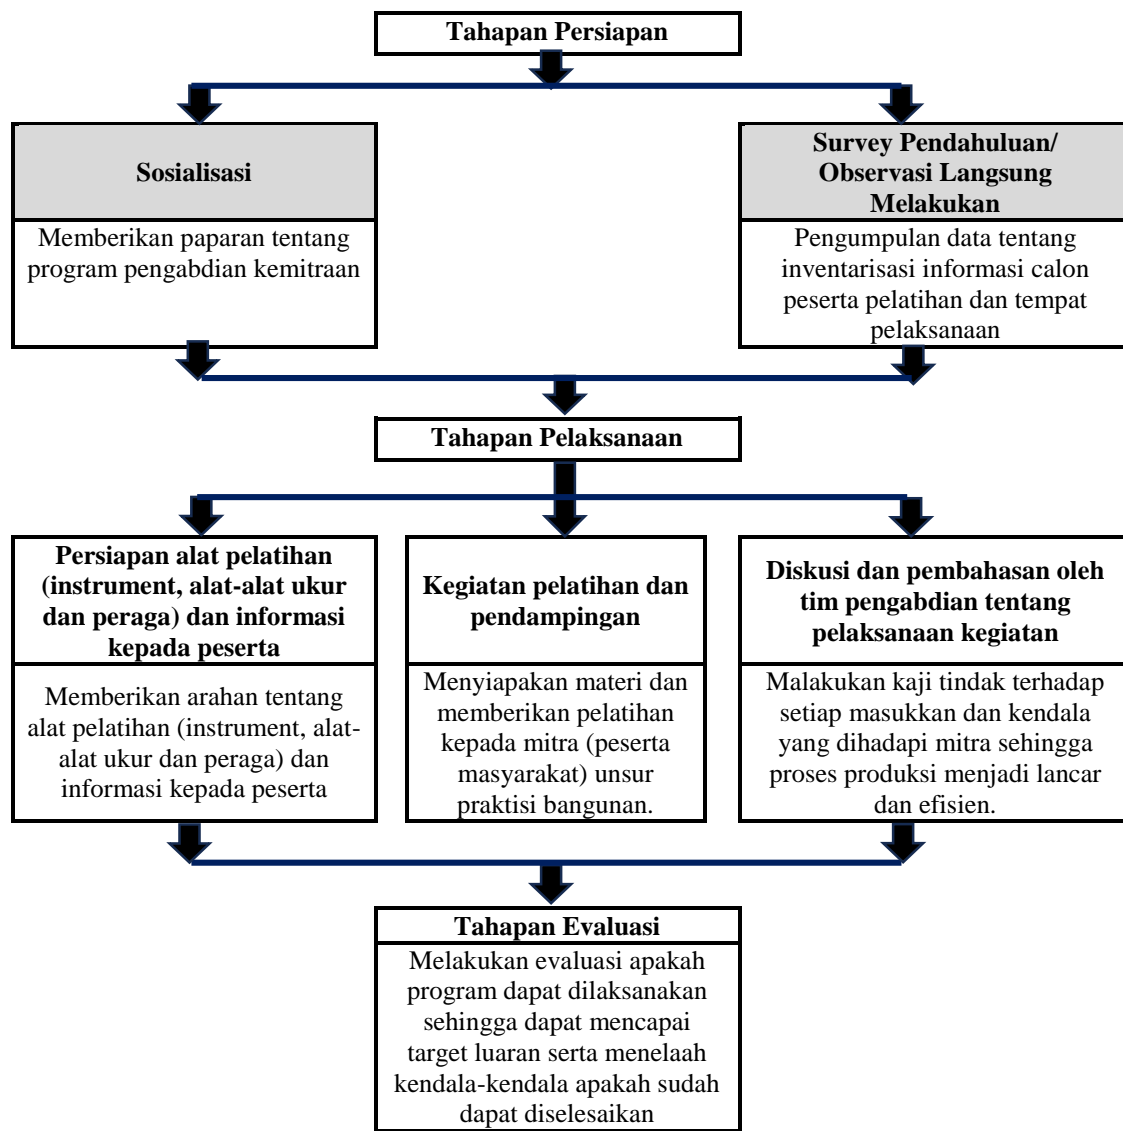 Tahapan Persiapan
Sosialisasi
Memberikan paparan tentang
program pengabdian kemitraan
Survey Pendahuluan/
Observasi Langsung
Melakukan
Pengumpulan data tentang
inventarisasi informasi calon
peserta pelatihan dan tempat
pelaksanaan
Tahapan Pelaksanaan
Persiapan alat pelatihan
(instrument, alat-alat ukur
dan peraga) dan informasi
kepada peserta
Memberikan arahan tentang
alat pelatihan (instrument, alat-
alat ukur dan peraga) dan
informasi kepada peserta
Kegiatan pelatihan dan
pendampingan
Menyiapakan materi dan
memberikan pelatihan
kepada mitra (peserta
masyarakat) unsur
praktisi bangunan.
Diskusi dan pembahasan oleh
tim pengabdian tentang
pelaksanaan kegiatan
Malakukan kaji tindak terhadap
setiap masukkan dan kendala
yang dihadapi mitra sehingga
proses produksi menjadi lancar
dan efisien.
Tahapan Evaluasi
Melakukan evaluasi apakah
program dapat dilaksanakan
sehingga dapat mencapai
target luaran serta menelaah
kendala-kendala apakah sudah
dapat diselesaikan